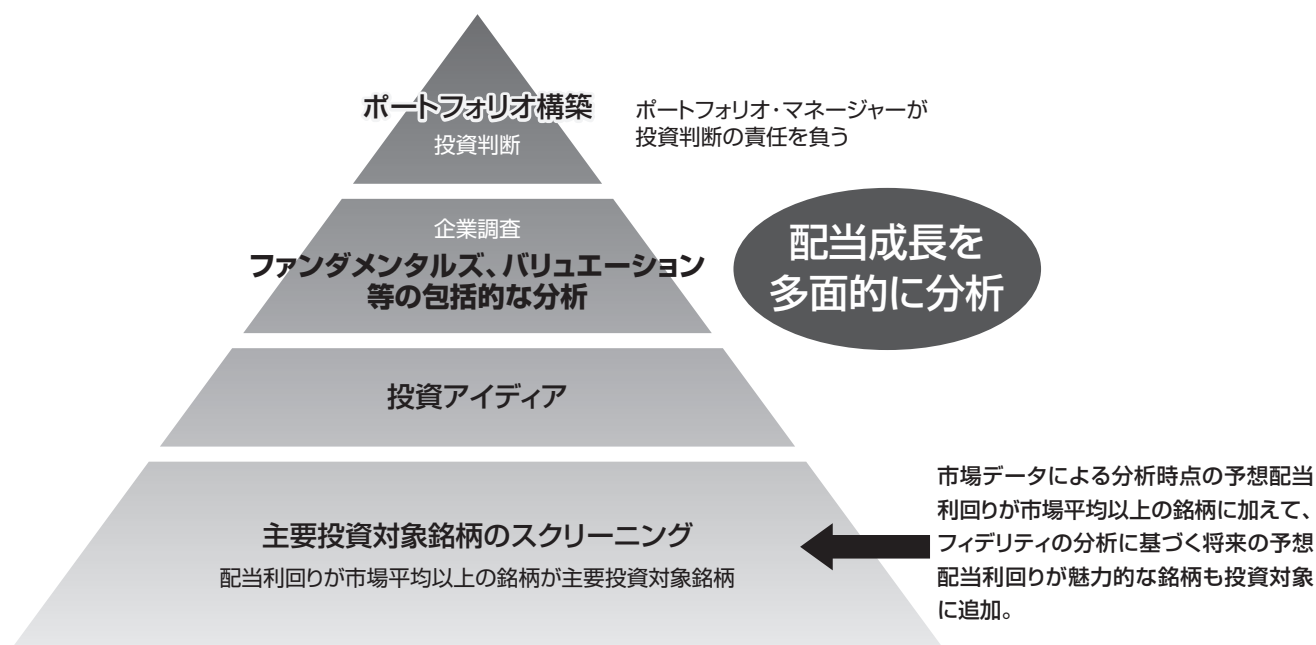 ポートフォリオ構築
投資判断
ポートフォリオ・マネージャーが
投資判断の責任を負う
企業調査
ファンダメンタルズ、バリュエーション
等の包括的な分析
配当成長を
多面的に分析
投資アイディア
主要投資対象銘柄のスクリーニング
配当利回りが市場平均以上の銘柄が主要投資対象銘柄
市場データによる分析時点の予想配当
利回りが市場平均以上の銘柄に加えて、
フィデリティの分析に基づく将来の予想
配当利回りが魅力的な銘柄も投資対象
に追加。